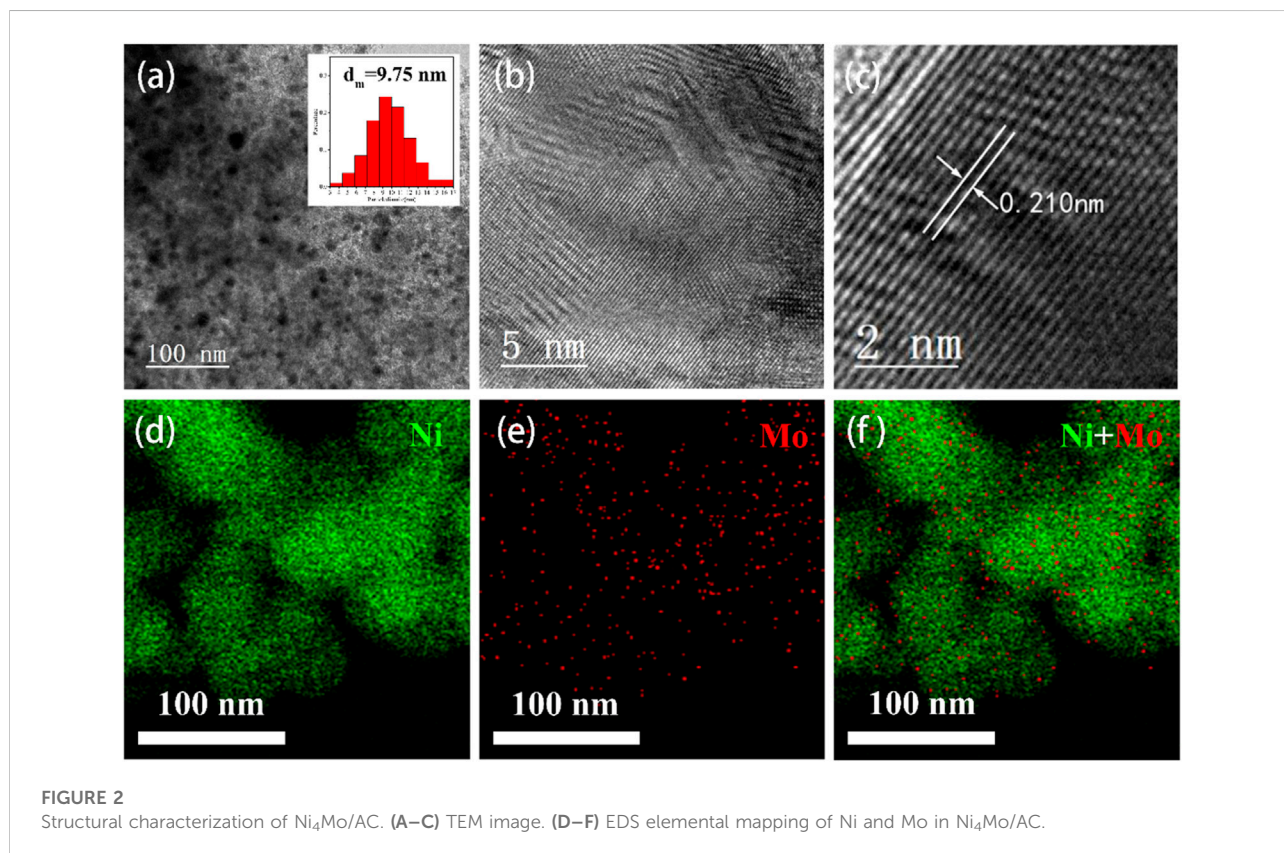 (a)
d_m=9.75 nm
100 nm
(b)
5 nm
(c)
0.210nm
2 nm
(d)
Ni
100 nm
(e)
Mo
100 nm
(f)
Ni+Mo
100 nm
FIGURE 2
Structural characterization of Ni₄Mo/AC. (A–C) TEM image. (D–F) EDS elemental mapping of Ni and Mo in Ni₄Mo/AC.